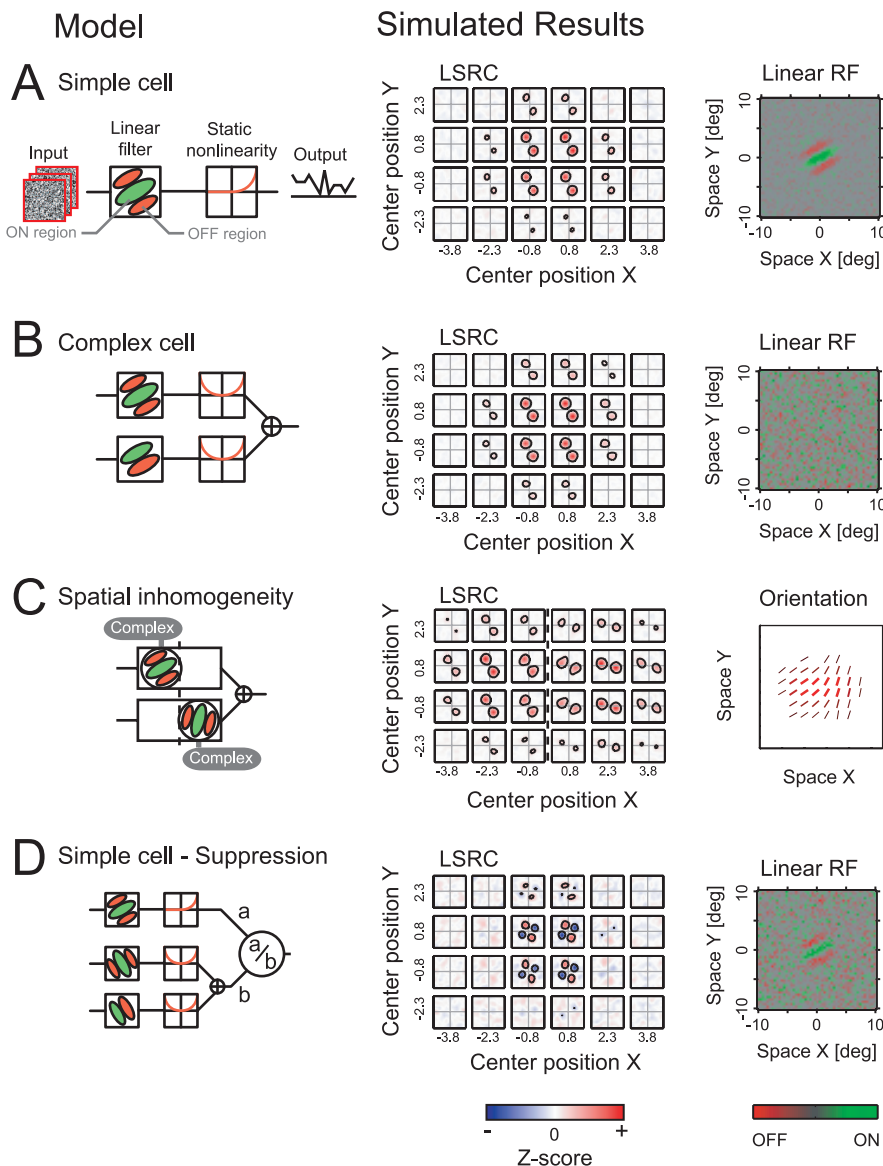 Model
Simulated Results
A Simple cell
Input
Linear
filter
Static
nonlinearity
Output
ON region
OFF region
LSRC
Center position Y
2.3
0.8
-0.8
-2.3
-3.8 -2.3 -0.8 0.8 2.3 3.8
Center position X
Linear RF
Space Y [deg]
10
0
-10
-10 0 10
Space X [deg]
B Complex cell
LSRC
Center position Y
2.3
0.8
-0.8
-2.3
-3.8 -2.3 -0.8 0.8 2.3 3.8
Center position X
Linear RF
Space Y [deg]
10
0
-10
-10 0 10
Space X [deg]
C Spatial inhomogeneity
Complex
Complex
LSRC
Center position Y
2.3
0.8
-0.8
-2.3
-3.8 -2.3 -0.8 0.8 2.3 3.8
Center position X
Orientation
Space Y
Space X
D Simple cell - Suppression
a
a/b
b
LSRC
Center position Y
2.3
0.8
-0.8
-2.3
-3.8 -2.3 -0.8 0.8 2.3 3.8
Center position X
Linear RF
Space Y [deg]
10
0
-10
-10 0 10
Space X [deg]
- 0 +
Z-score
OFF ON